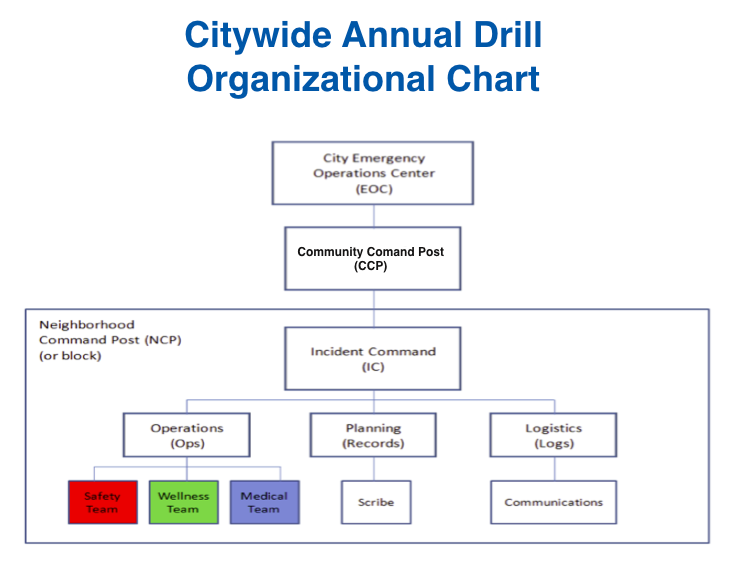 Citywide Annual Drill
Organizational Chart
City Emergency
Operations Center
(EOC)
Community Comand Post
(CCP)
Neighborhood
Command Post (NCP)
(or block)
Incident Command
(IC)
Operations
(Ops)
Planning
(Records)
Logistics
(Logs)
Safety
Team
Wellness
Team
Medical
Team
Scribe
Communications